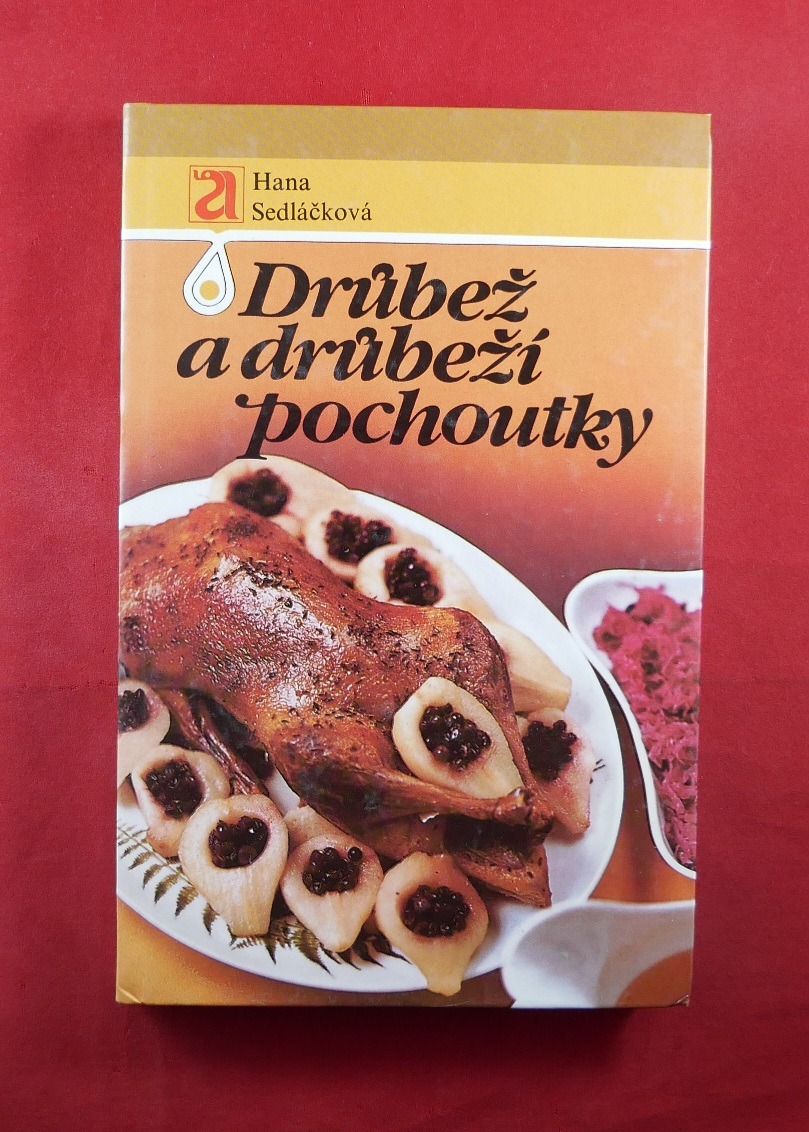 Hana
Sedláčková
Drůbež
a drůbeží
pochoutky